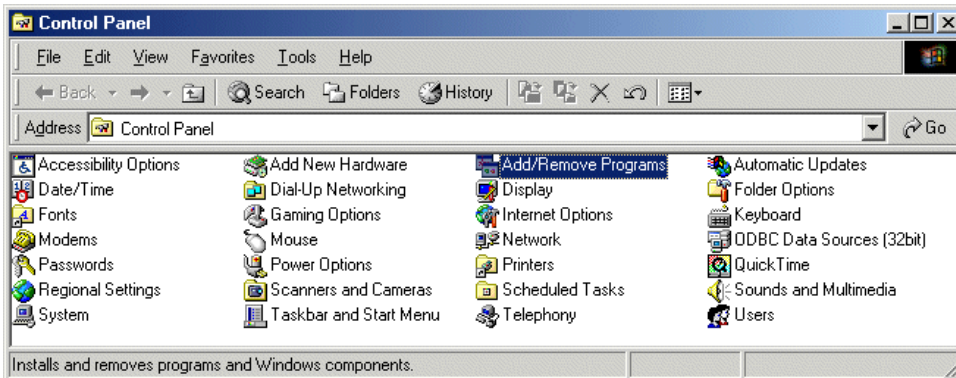 Control Panel
File Edit View Favorites Tools Help
Back Search Folders History
Address Control Panel Go
Accessibility Options Add New Hardware Add/Remove Programs Automatic Updates
Date/Time Dial-Up Networking Display Folder Options
Fonts Gaming Options Internet Options Keyboard
Modems Mouse Network ODBC Data Sources (32bit)
Passwords Power Options Printers QuickTime
Regional Settings Scanners and Cameras Scheduled Tasks Sounds and Multimedia
System Taskbar and Start Menu Telephony Users
Installs and removes programs and Windows components.